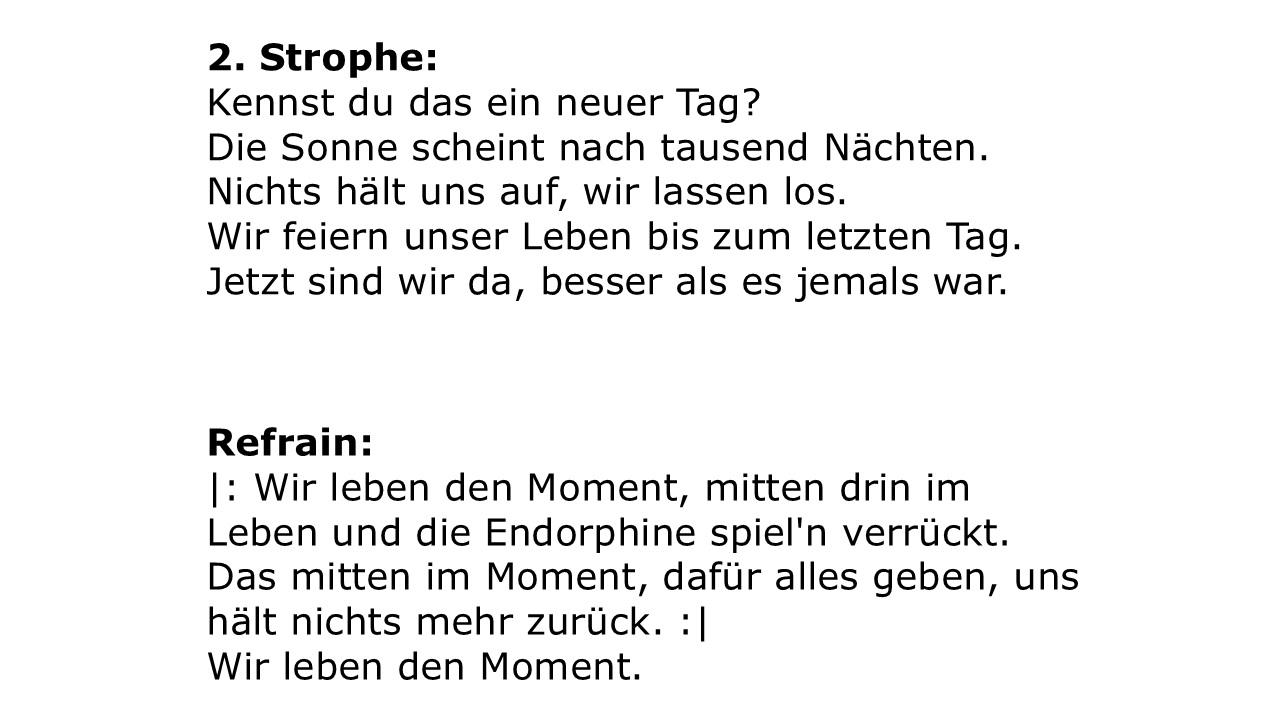 2. Strophe:
Kennst du das ein neuer Tag?
Die Sonne scheint nach tausend Nächten.
Nichts hält uns auf, wir lassen los.
Wir feiern unser Leben bis zum letzten Tag.
Jetzt sind wir da, besser als es jemals war.
Refrain:
|: Wir leben den Moment, mitten drin im
Leben und die Endorphine spiel'n verrückt.
Das mitten im Moment, dafür alles geben, uns
hält nichts mehr zurück. :|
Wir leben den Moment.